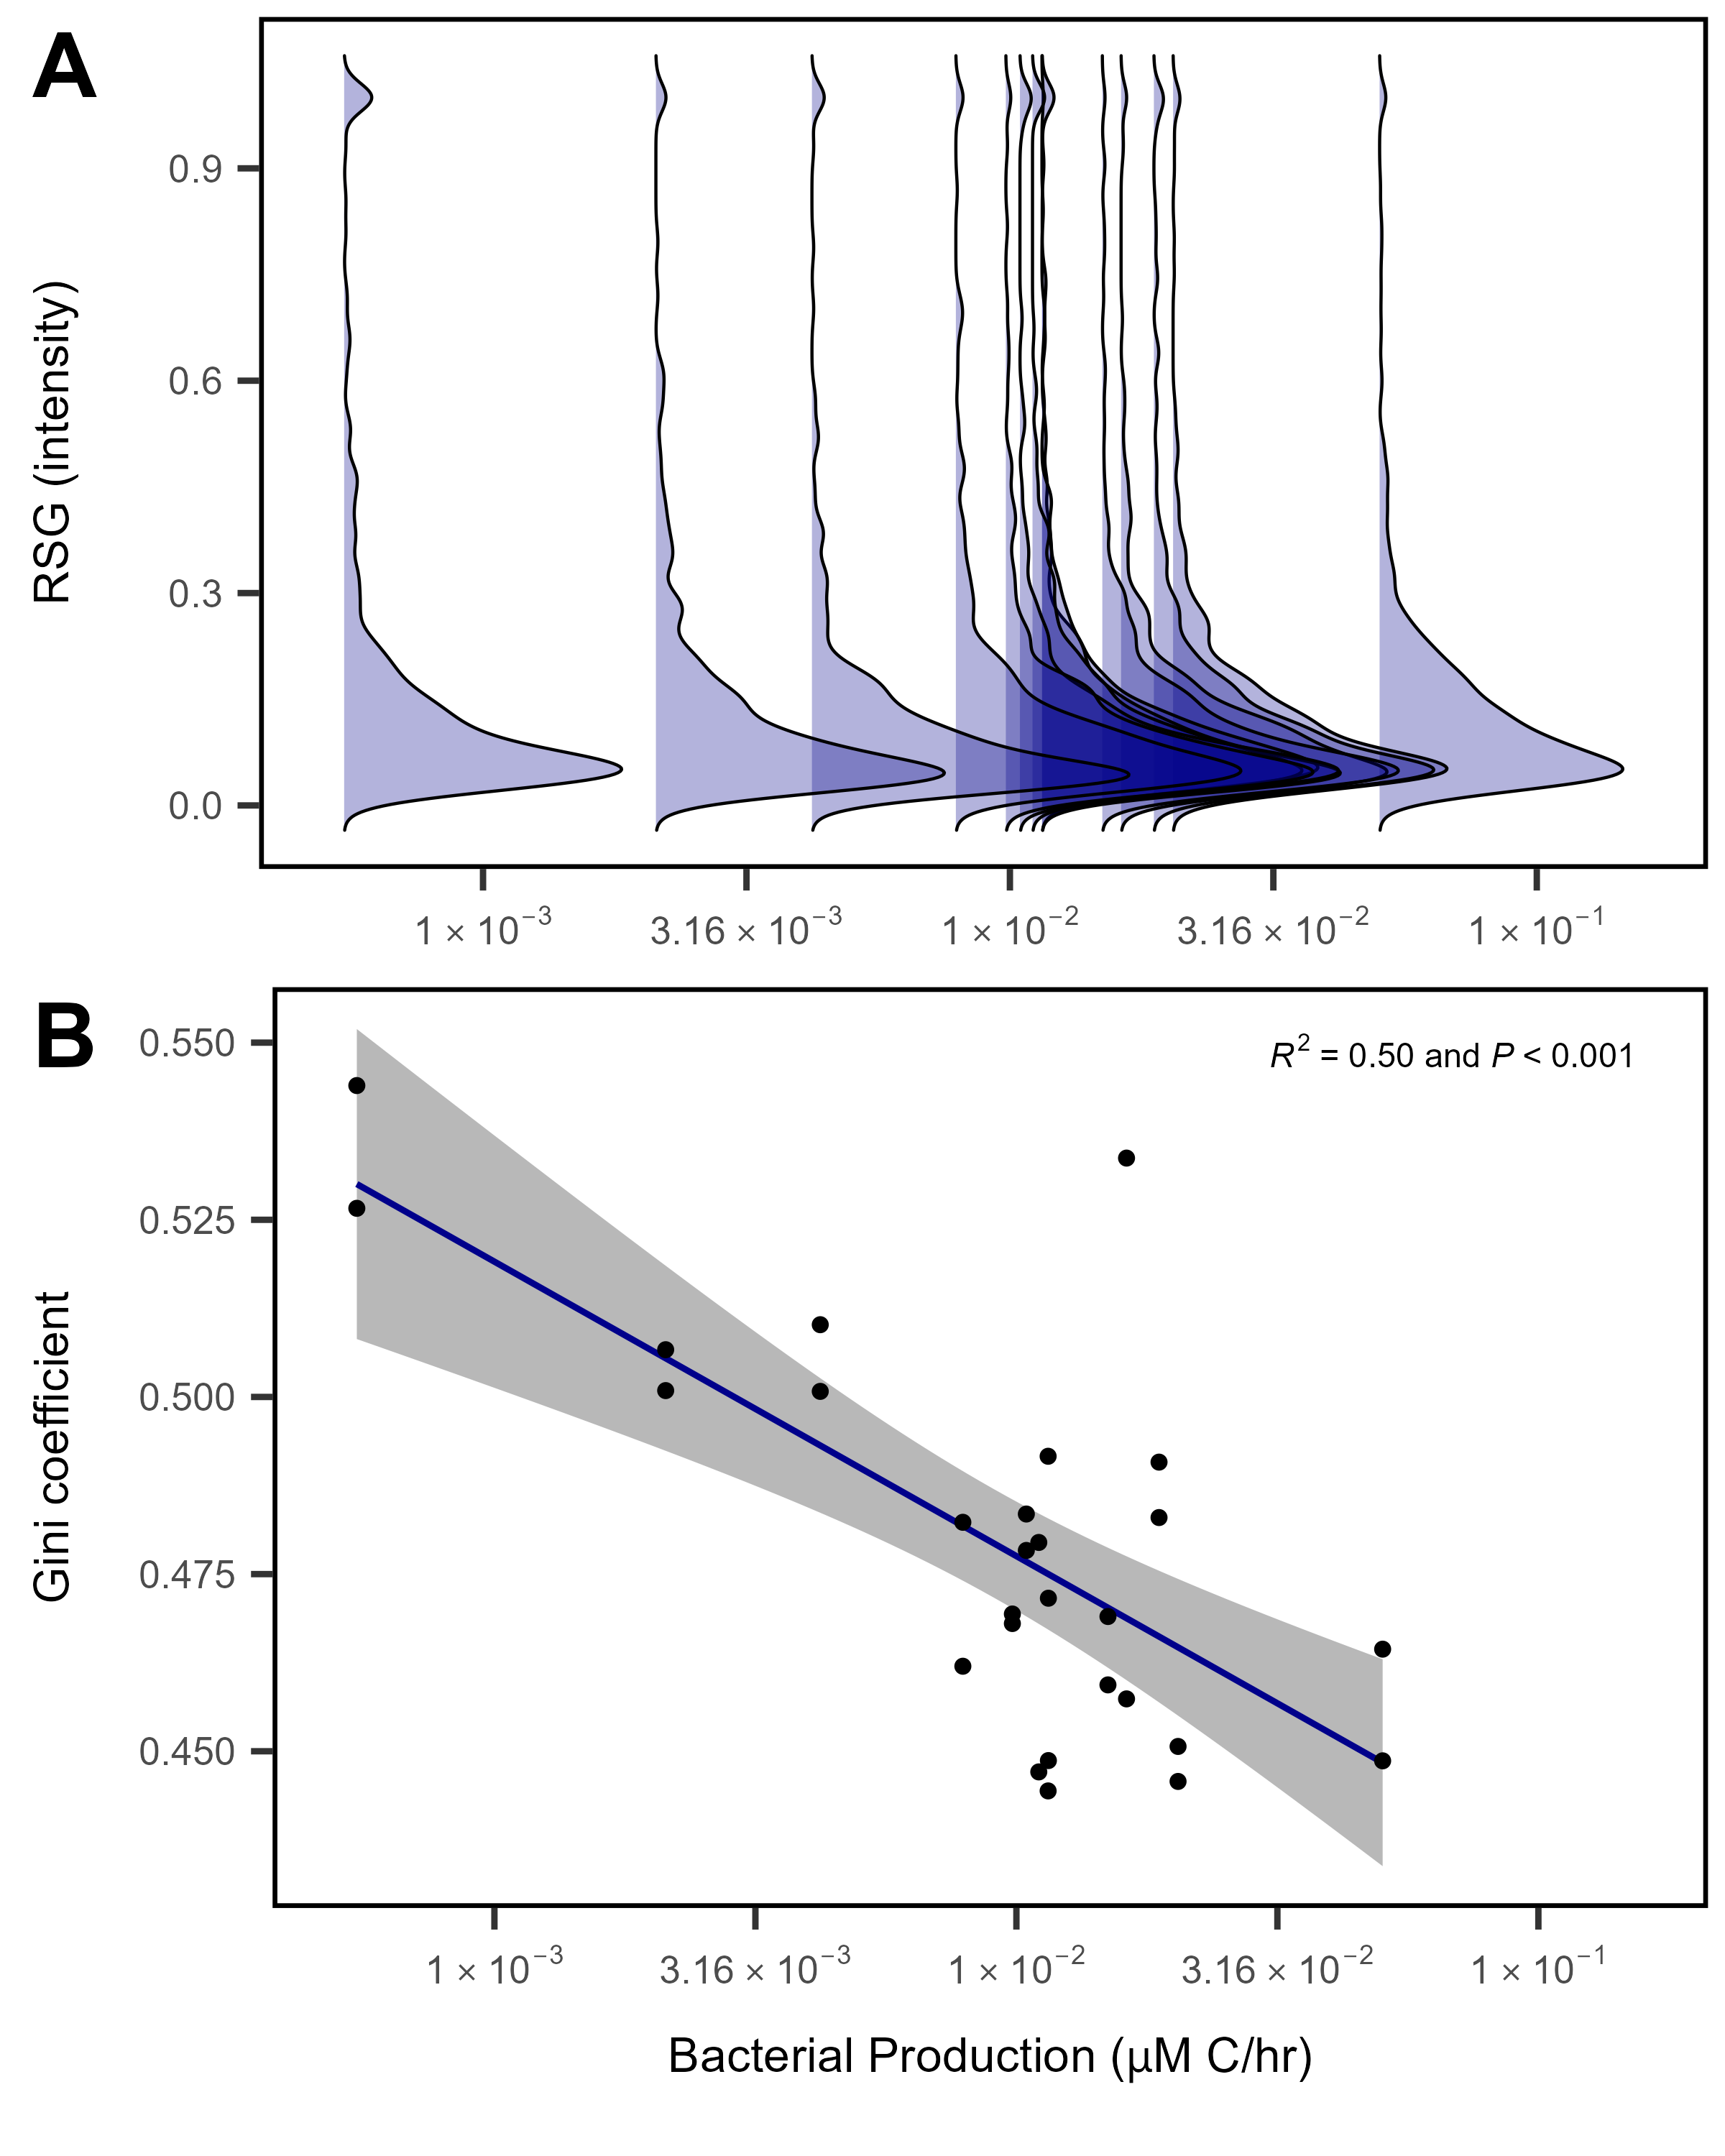 A
RSG (intensity)
0.9
0.6
0.3
0.0
1 × 10⁻³ 3.16 × 10⁻³ 1 × 10⁻² 3.16 × 10⁻² 1 × 10⁻¹
B
R² = 0.50 and P < 0.001
Gini coefficient
0.550
0.525
0.500
0.475
0.450
1 × 10⁻³ 3.16 × 10⁻³ 1 × 10⁻² 3.16 × 10⁻² 1 × 10⁻¹
Bacterial Production (μM C/hr)